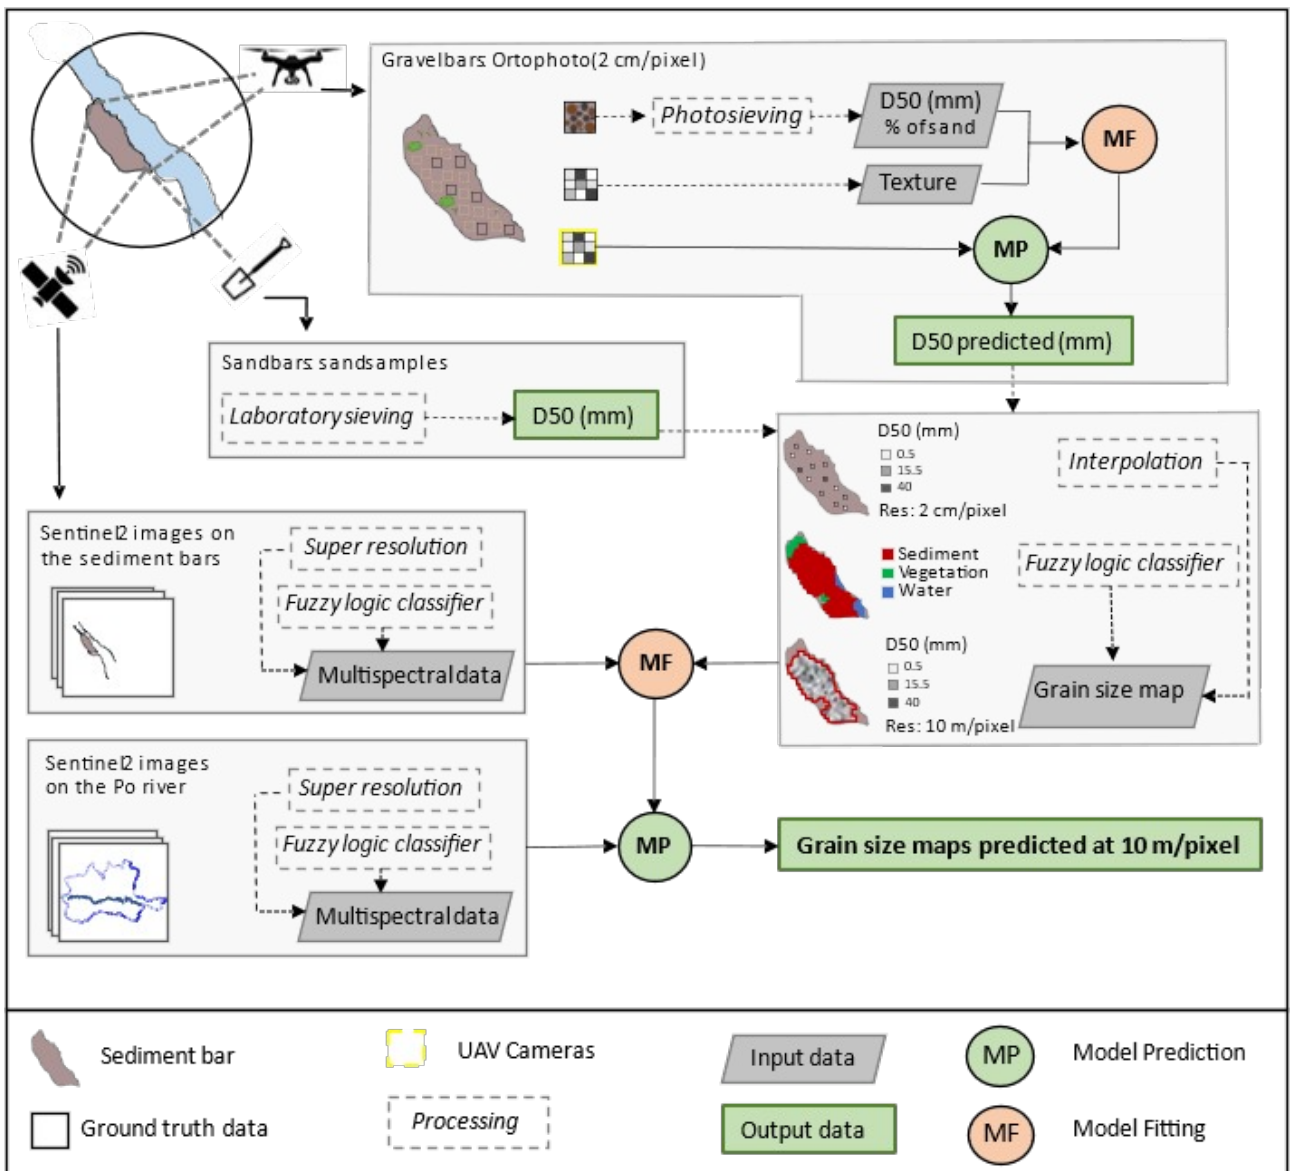 Gravelbars: Ortophoto(2 cm/pixel)
Photosieving
D50 (mm)
% of sand
MF
Texture
MP
D50 predicted (mm)
Sandbars: sandsamples
Laboratory sieving
D50 (mm)
D50 (mm)
0.5
15.5
40
Res: 2 cm/pixel
Interpolation
Sediment
Vegetation
Water
Fuzzy logic classifier
D50 (mm)
0.5
15.5
40
Res: 10 m/pixel
Grain size map
Sentinel2 images on
the sediment bars
Super resolution
Fuzzy logic classifier
Multispectral data
MF
Sentinel2 images
on the Po river
Super resolution
Fuzzy logic classifier
Multispectral data
MP
Grain size maps predicted at 10 m/pixel
Sediment bar
UAV Cameras
Input data
MP
Model Prediction
Ground truth data
Processing
Output data
MF
Model Fitting